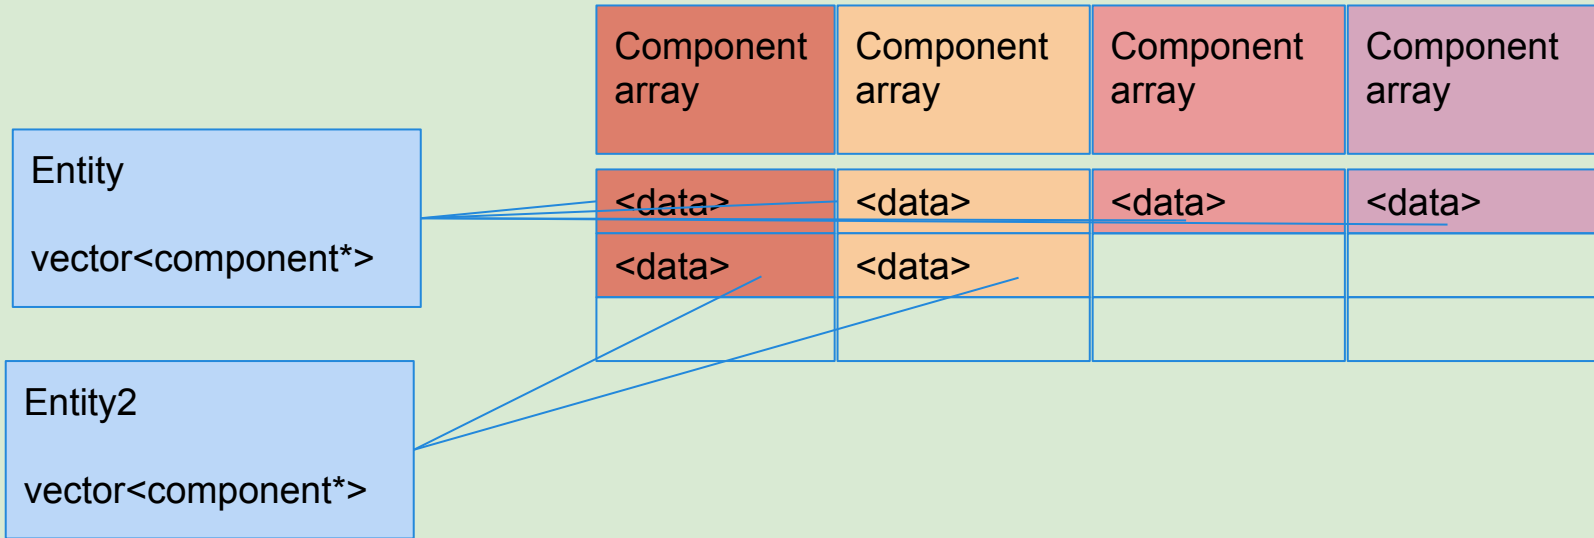 Component
array
Component
array
Component
array
Component
array
Entity
vector<component*>
<data>
<data>
<data>
<data>
<data>
<data>
Entity2
vector<component*>